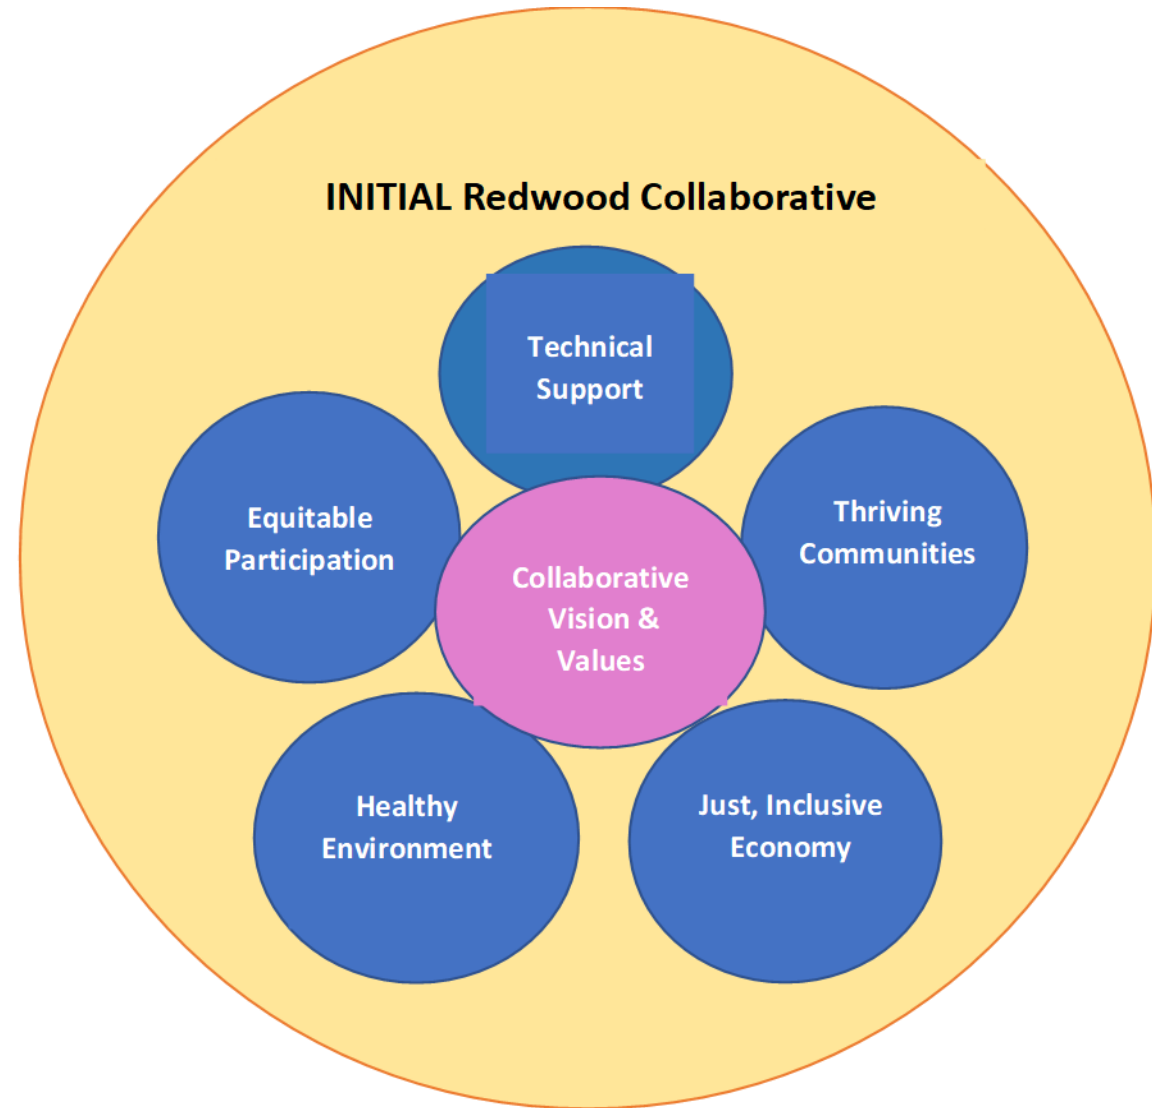 INITIAL Redwood Collaborative
Technical
Support
Equitable
Participation
Thriving
Communities
Collaborative
Vision &
Values
Healthy
Environment
Just, Inclusive
Economy